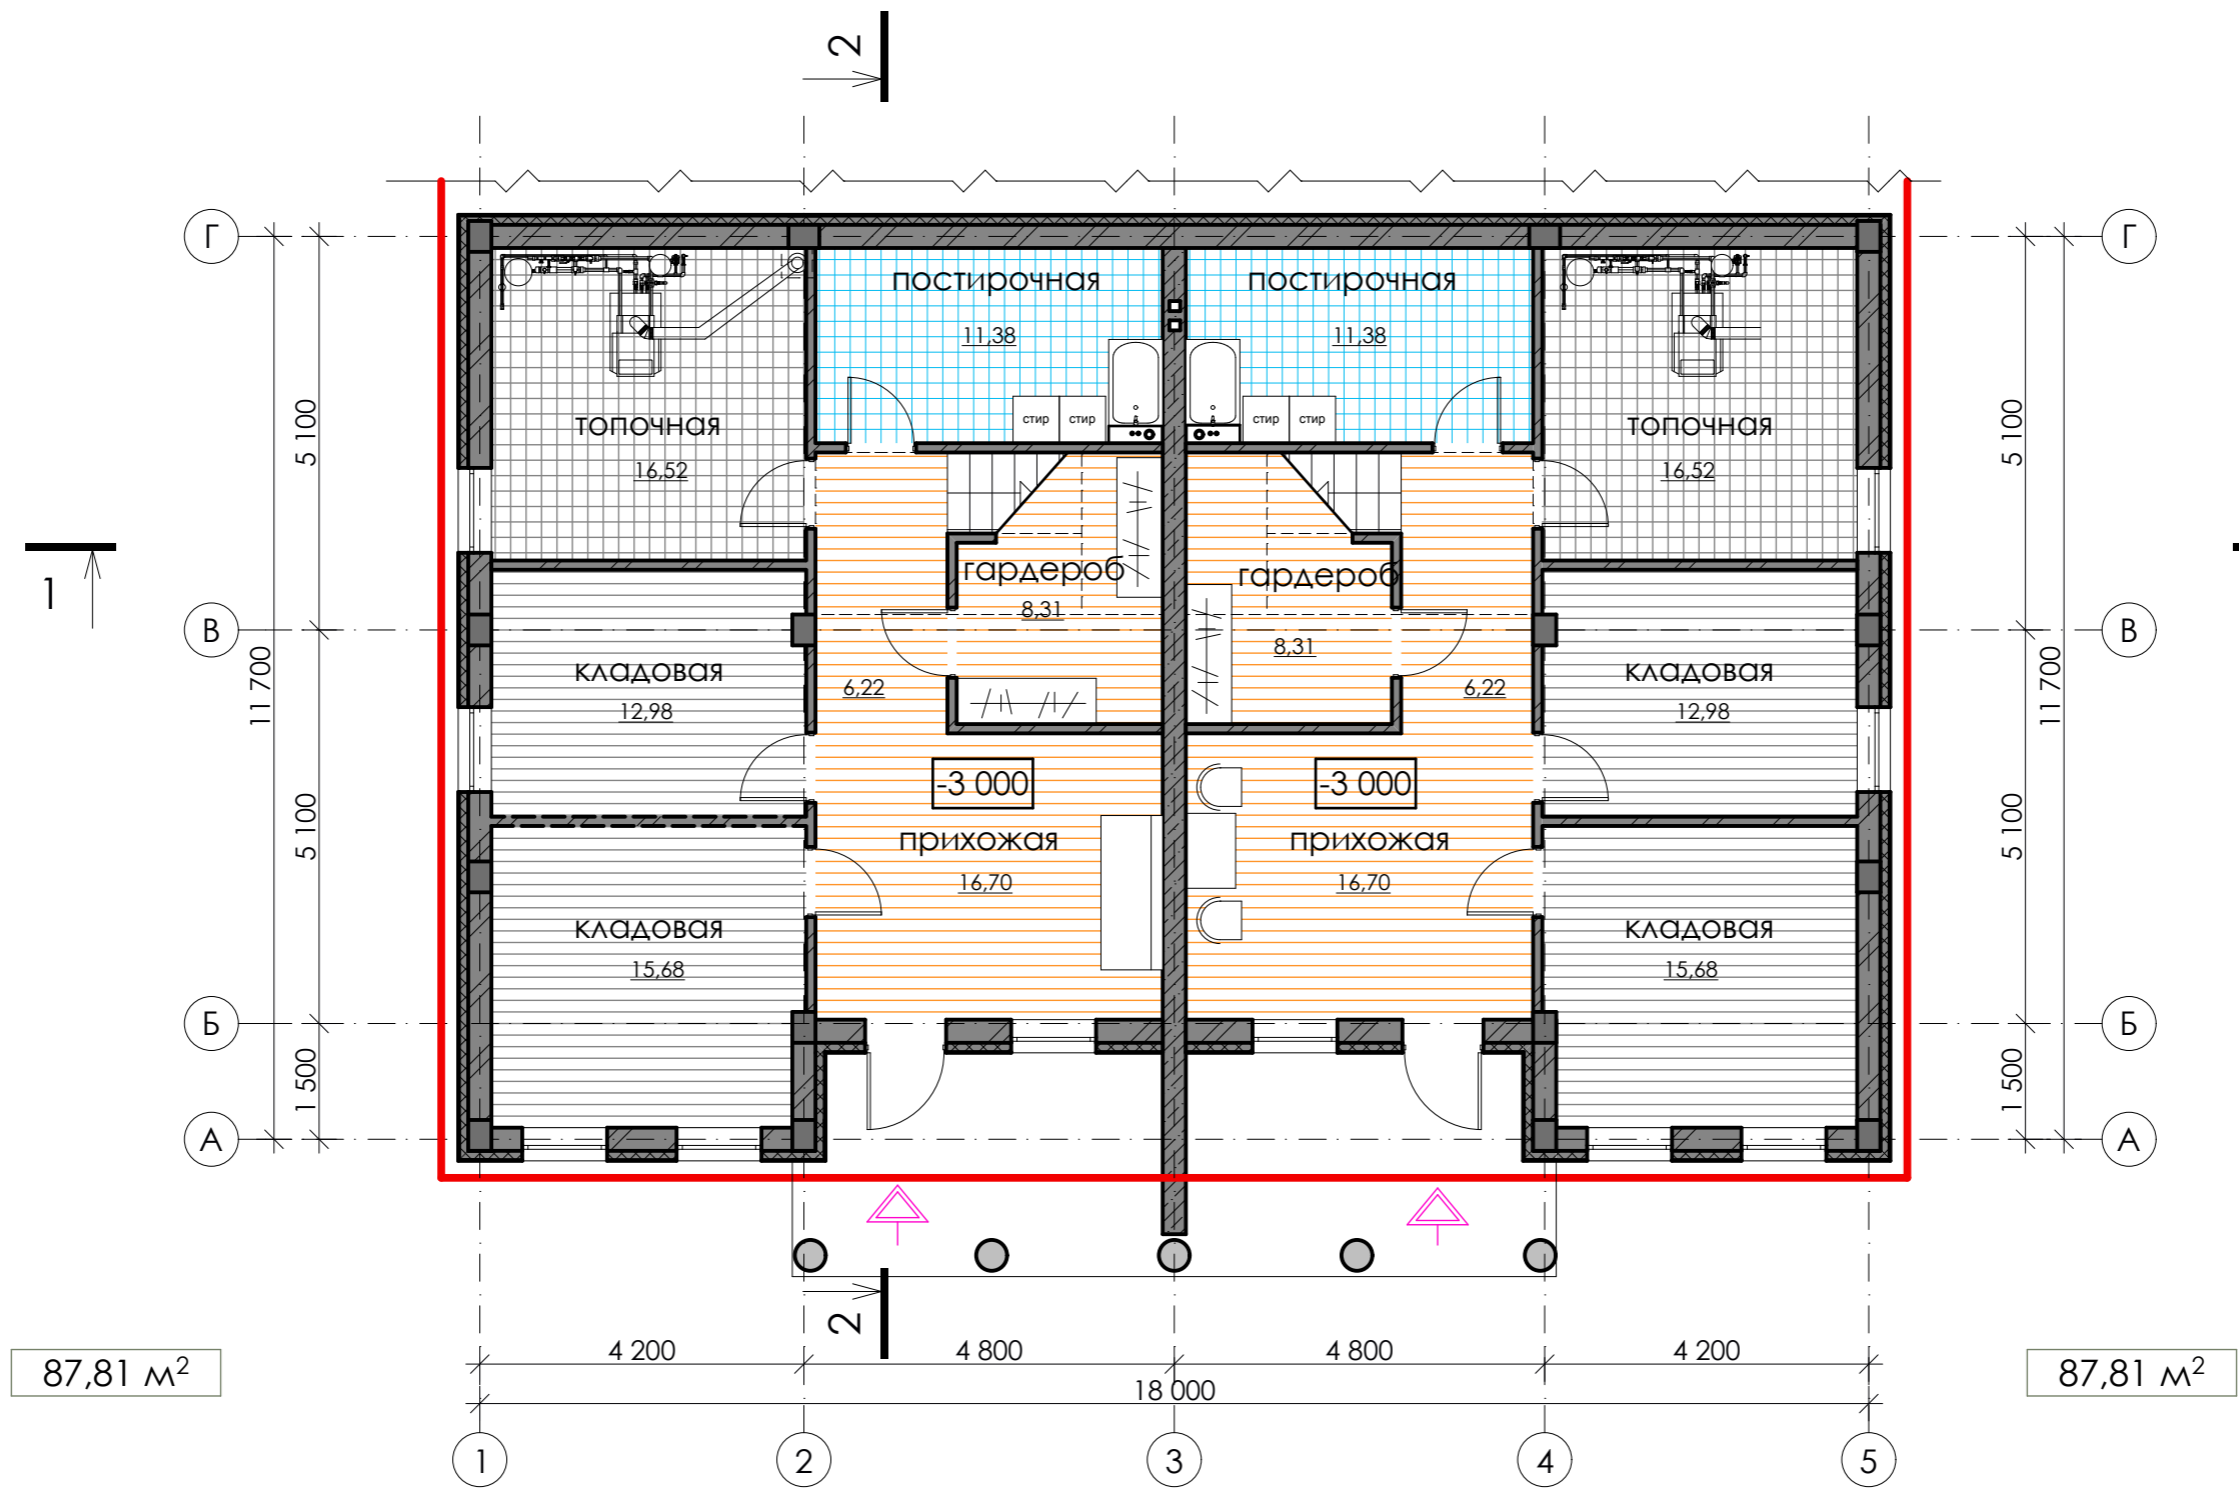 2
Г
Г
постирочная
постирочная
11,38
11,38
стир
стир
стир
стир
5 100
5 100
топочная
топочная
16,52
16,52
1
гардероб
гардероб
8,31
8,31
В
В
11 700
11 700
кладовая
кладовая
12,98
12,98
6,22
6,22
-3 000
-3 000
5 100
5 100
прихожая
прихожая
16,70
16,70
кладовая
кладовая
15,68
15,68
Б
Б
1 500
1 500
А
А
2
4 200
4 800
4 800
4 200
87,81 м²
87,81 м²
18 000
1
2
3
4
5